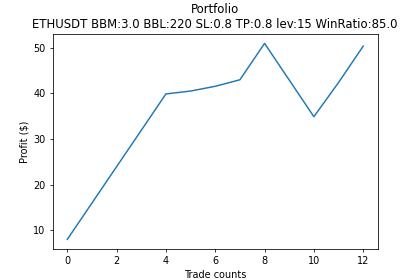 Portfolio
ETHUSDT BBM:3.0 BBL:220 SL:0.8 TP:0.8 lev:15 WinRatio:85.0
50
40
30
20
10
Profit ($)
0 2 4 6 8 10 12
Trade counts